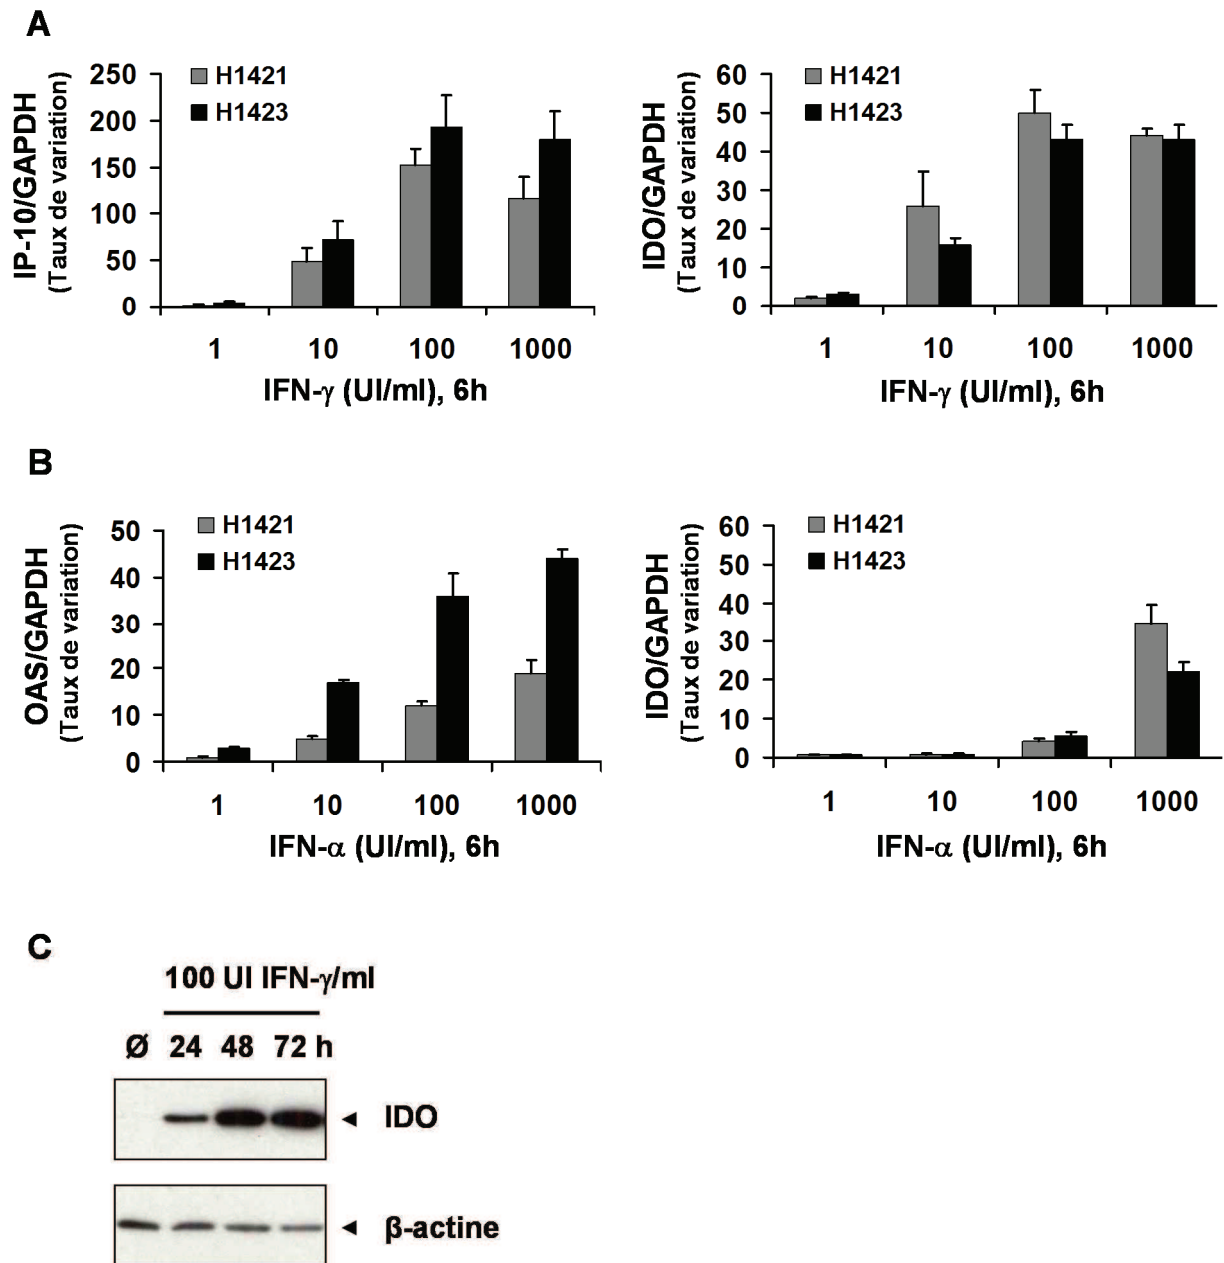 A
IP-10/GAPDH
(Taux de variation)
250
200
150
100
50
0
H1421
H1423
1 10 100 1000
IFN-γ (UI/ml), 6h
IDO/GAPDH
(Taux de variation)
60
50
40
30
20
10
0
H1421
H1423
1 10 100 1000
IFN-γ (UI/ml), 6h
B
OAS/GAPDH
(Taux de variation)
50
40
30
20
10
0
H1421
H1423
1 10 100 1000
IFN-α (UI/ml), 6h
IDO/GAPDH
(Taux de variation)
60
50
40
30
20
10
0
H1421
H1423
1 10 100 1000
IFN-α (UI/ml), 6h
C
100 UI IFN-γ/ml
Ø 24 48 72 h
◄ IDO
◄ β-actine